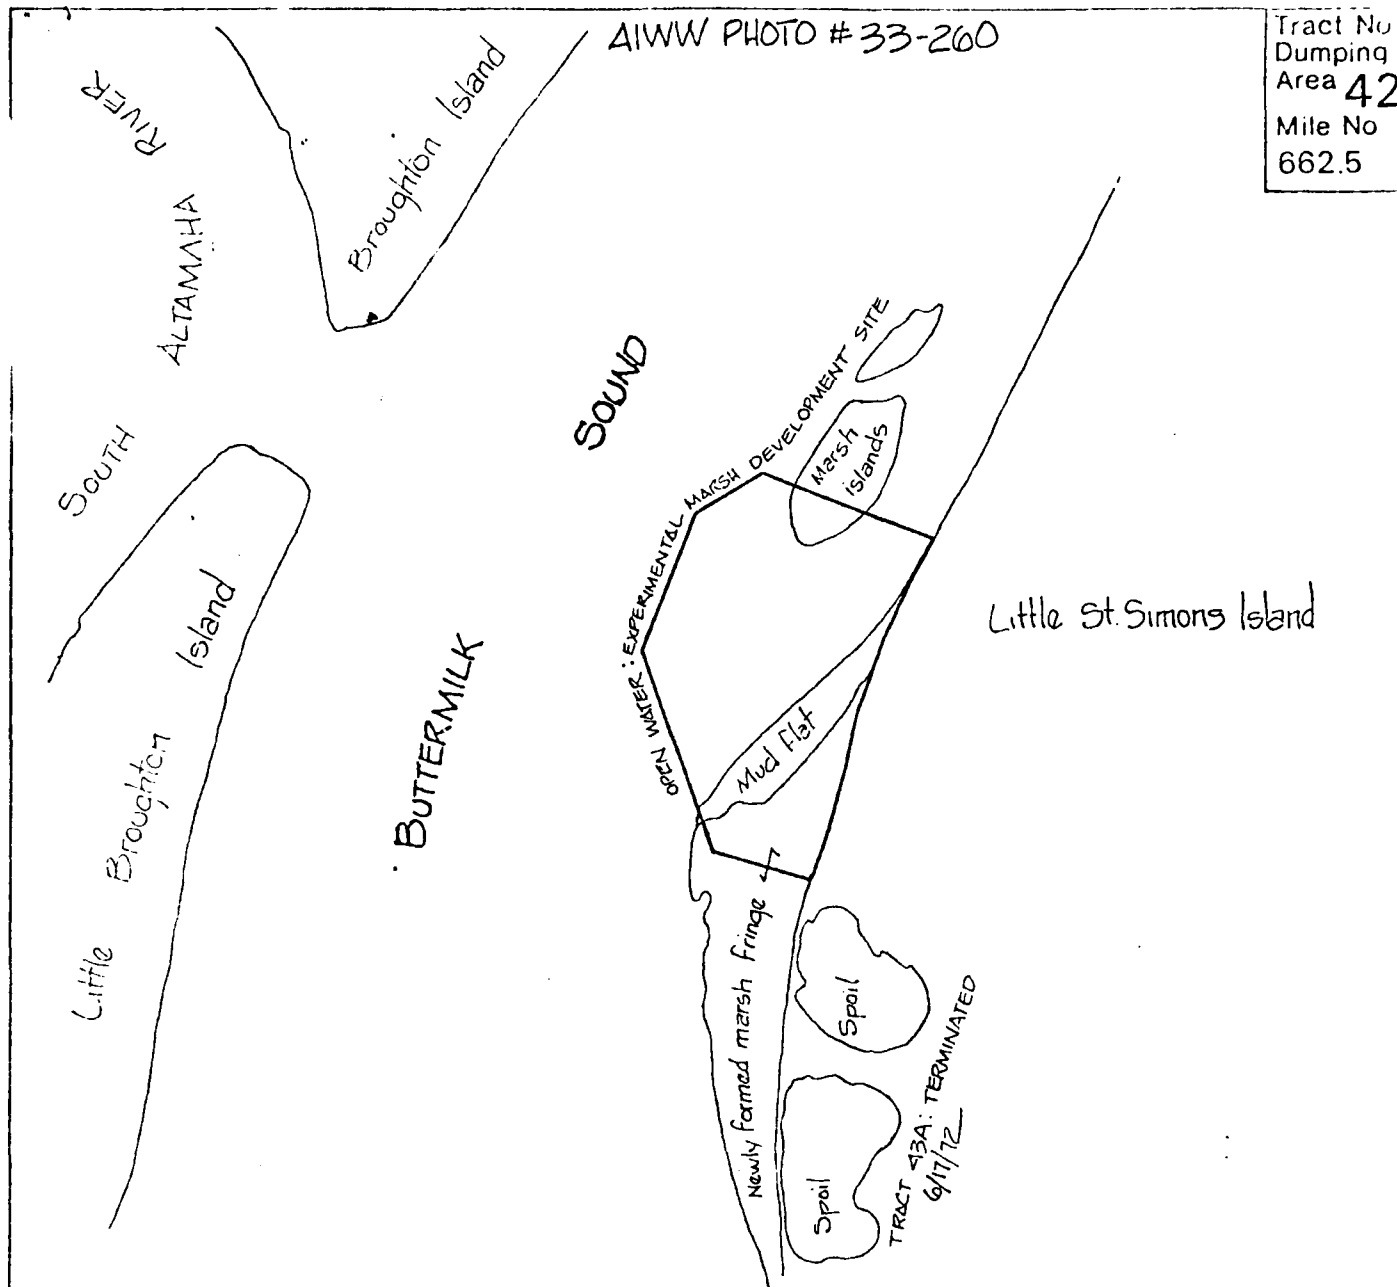 AIWW PHOTO # 33-260
Tract No
Dumping
Area 42
Mile No
662.5
SOUTH ALTAMAHA RIVER
Broughton Island
BUTTERMILK SOUND
OPEN WATER: EXPERIMENTAL MARSH DEVELOPMENT SITE
Marsh
islands
Little St. Simons Island
Little Broughton Island
Mud Flat
Newly formed marsh fringe
Spoil
Spoil
TRACT 43A: TERMINATED
6/17/72